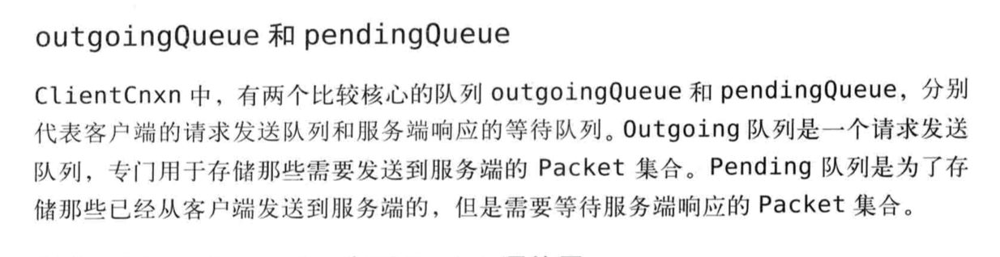 outgoingQueue 和 pendingQueue
ClientCnxn 中，有两个比较核心的队列 outgoingQueue 和 pendingQueue，分别
代表客户端的请求发送队列和服务端响应的等待队列。Outgoing 队列是一个请求发送
队列，专门用于存储那些需要发送到服务端的 Packet 集合。Pending 队列是为了存
储那些已经从客户端发送到服务端的，但是需要等待服务端响应的 Packet 集合。